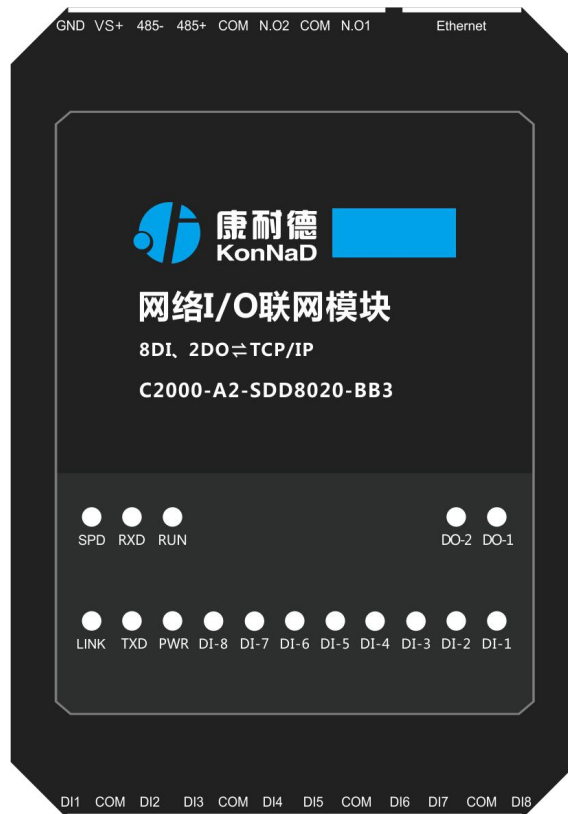 GND VS+ 485- 485+ COM N.O2 COM N.O1 Ethernet
康耐德
KonNaD
网络I/O联网模块
8DI、2DO⇌TCP/IP
C2000-A2-SDD8020-BB3
SPD RXD RUN DO-2 DO-1
LINK TXD PWR DI-8 DI-7 DI-6 DI-5 DI-4 DI-3 DI-2 DI-1
DI1 COM DI2 DI3 COM DI4 DI5 COM DI6 DI7 COM DI8